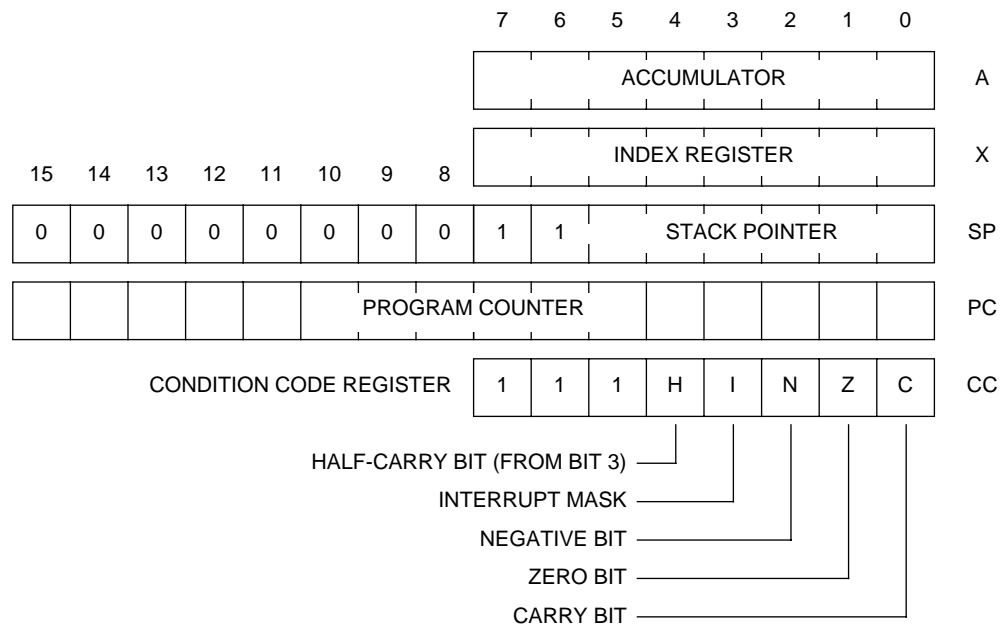 7 6 5 4 3 2 1 0
ACCUMULATOR A
INDEX REGISTER X
15 14 13 12 11 10 9 8
0 0 0 0 0 0 0 0 1 1 STACK POINTER SP
PROGRAM COUNTER PC
CONDITION CODE REGISTER 1 1 1 H I N Z C CC
HALF-CARRY BIT (FROM BIT 3)
INTERRUPT MASK
NEGATIVE BIT
ZERO BIT
CARRY BIT